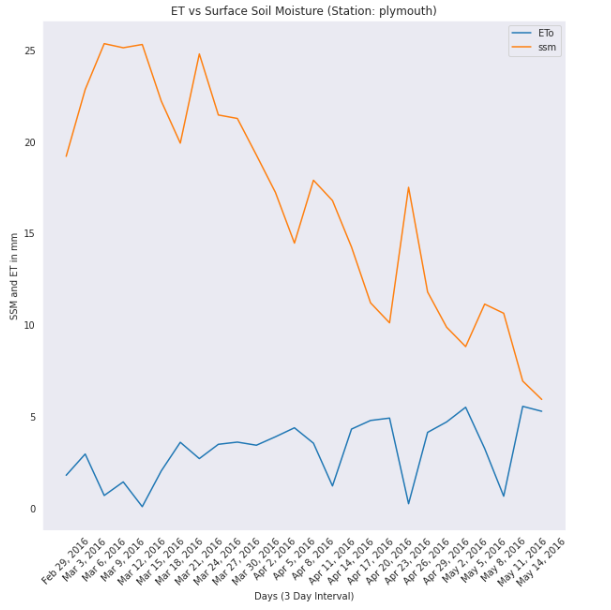 ET vs Surface Soil Moisture (Station: plymouth)
ETo
ssm
25
20
15
10
5
0
SSM and ET in mm
Feb 29, 2016
Mar 3, 2016
Mar 6, 2016
Mar 9, 2016
Mar 12, 2016
Mar 15, 2016
Mar 18, 2016
Mar 21, 2016
Mar 24, 2016
Mar 27, 2016
Mar 30, 2016
Apr 2, 2016
Apr 5, 2016
Apr 8, 2016
Apr 11, 2016
Apr 14, 2016
Apr 17, 2016
Apr 20, 2016
Apr 23, 2016
Apr 26, 2016
Apr 29, 2016
May 2, 2016
May 5, 2016
May 8, 2016
May 11, 2016
May 14, 2016
Days (3 Day Interval)